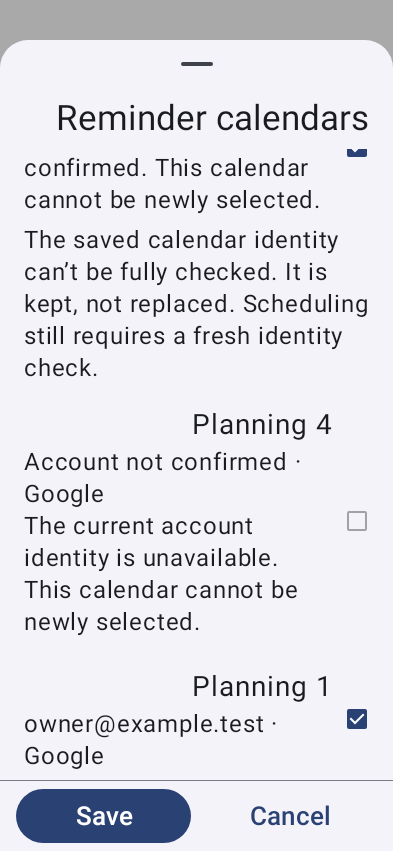 Reminder calendars
confirmed. This calendar
cannot be newly selected.
The saved calendar identity
can’t be fully checked. It is
kept, not replaced. Scheduling
still requires a fresh identity
check.
Planning 4
Account not confirmed ·
Google
The current account
identity is unavailable.
This calendar cannot be
newly selected.
Planning 1
owner@example.test ·
Google
Save
Cancel